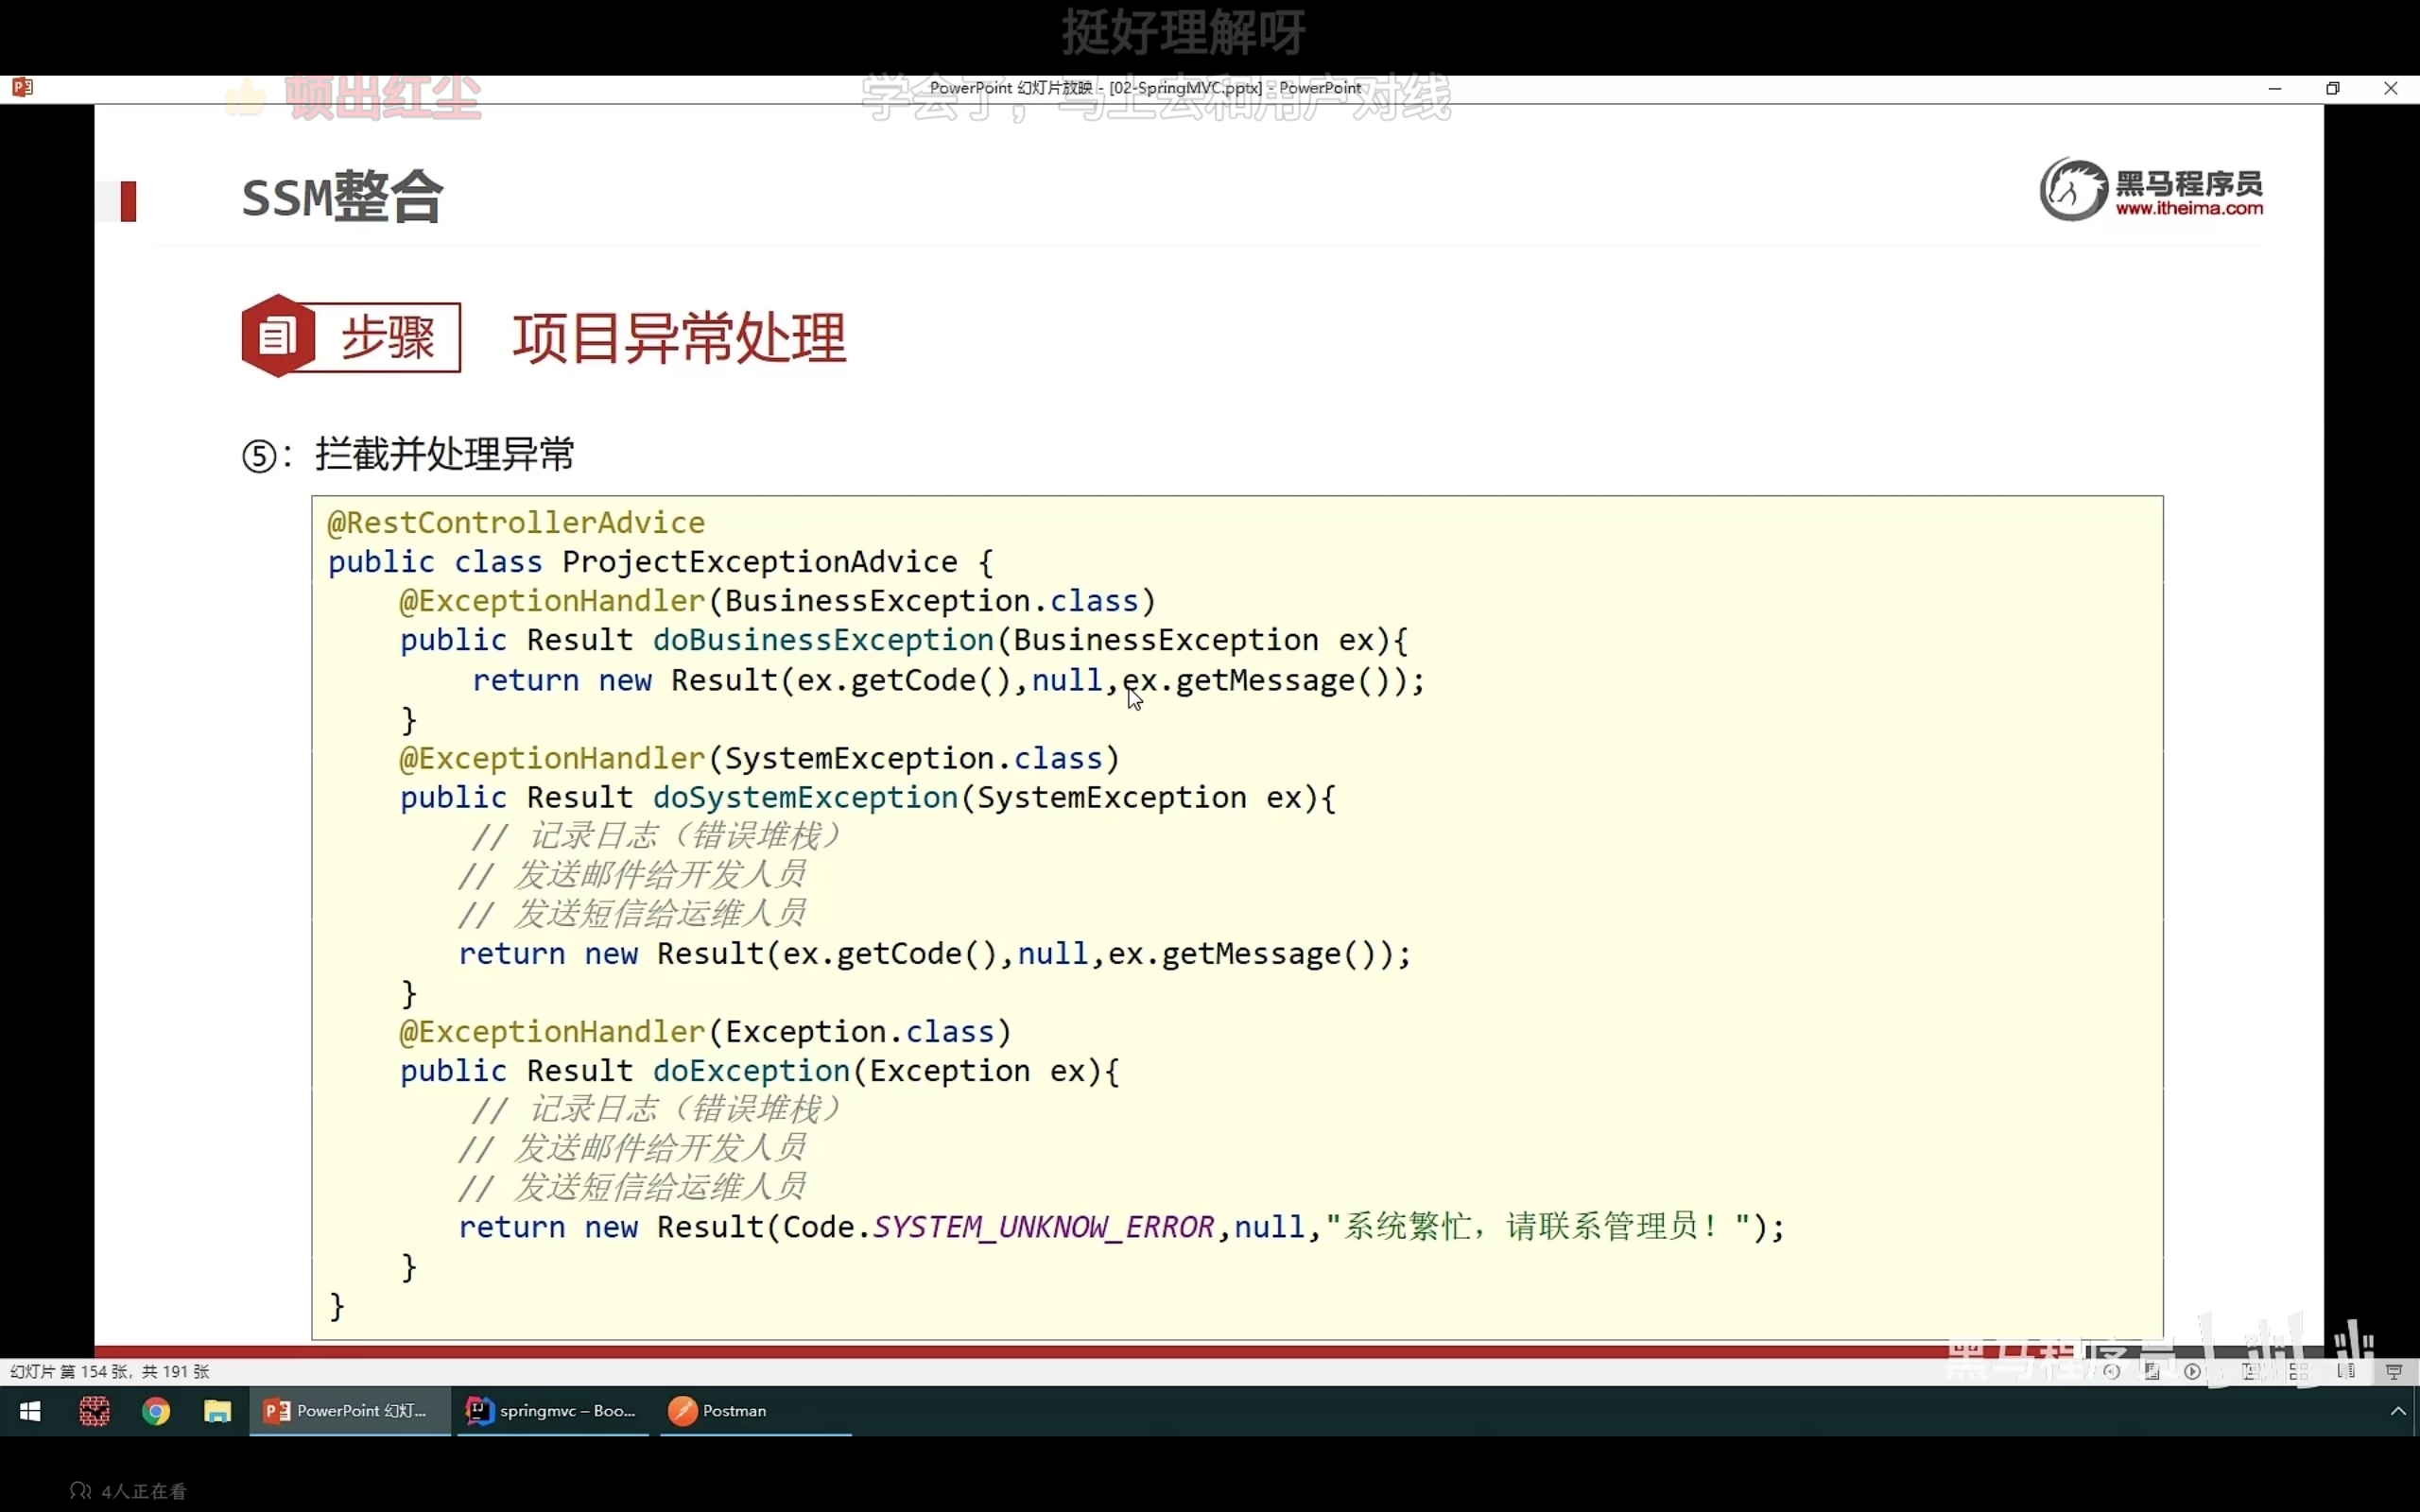 挺好理解呀
顿出红尘
学会了，马上去和用户对线
PowerPoint 幻灯片放映 - [02-SpringMVC.pptx] - PowerPoint
SSM整合
黑马程序员
www.itheima.com
步骤
项目异常处理
⑤：拦截并处理异常
@RestControllerAdvice
public class ProjectExceptionAdvice {
@ExceptionHandler(BusinessException.class)
public Result doBusinessException(BusinessException ex){
return new Result(ex.getCode(),null,ex.getMessage());
}
@ExceptionHandler(SystemException.class)
public Result doSystemException(SystemException ex){
// 记录日志（错误堆栈）
// 发送邮件给开发人员
// 发送短信给运维人员
return new Result(ex.getCode(),null,ex.getMessage());
}
@ExceptionHandler(Exception.class)
public Result doException(Exception ex){
// 记录日志（错误堆栈）
// 发送邮件给开发人员
// 发送短信给运维人员
return new Result(Code.SYSTEM_UNKNOW_ERROR,null,"系统繁忙，请联系管理员！");
}
}
黑马程序员
幻灯片 第 154 张，共 191 张
PowerPoint 幻灯...
springmvc – Boo...
Postman
4人正在看